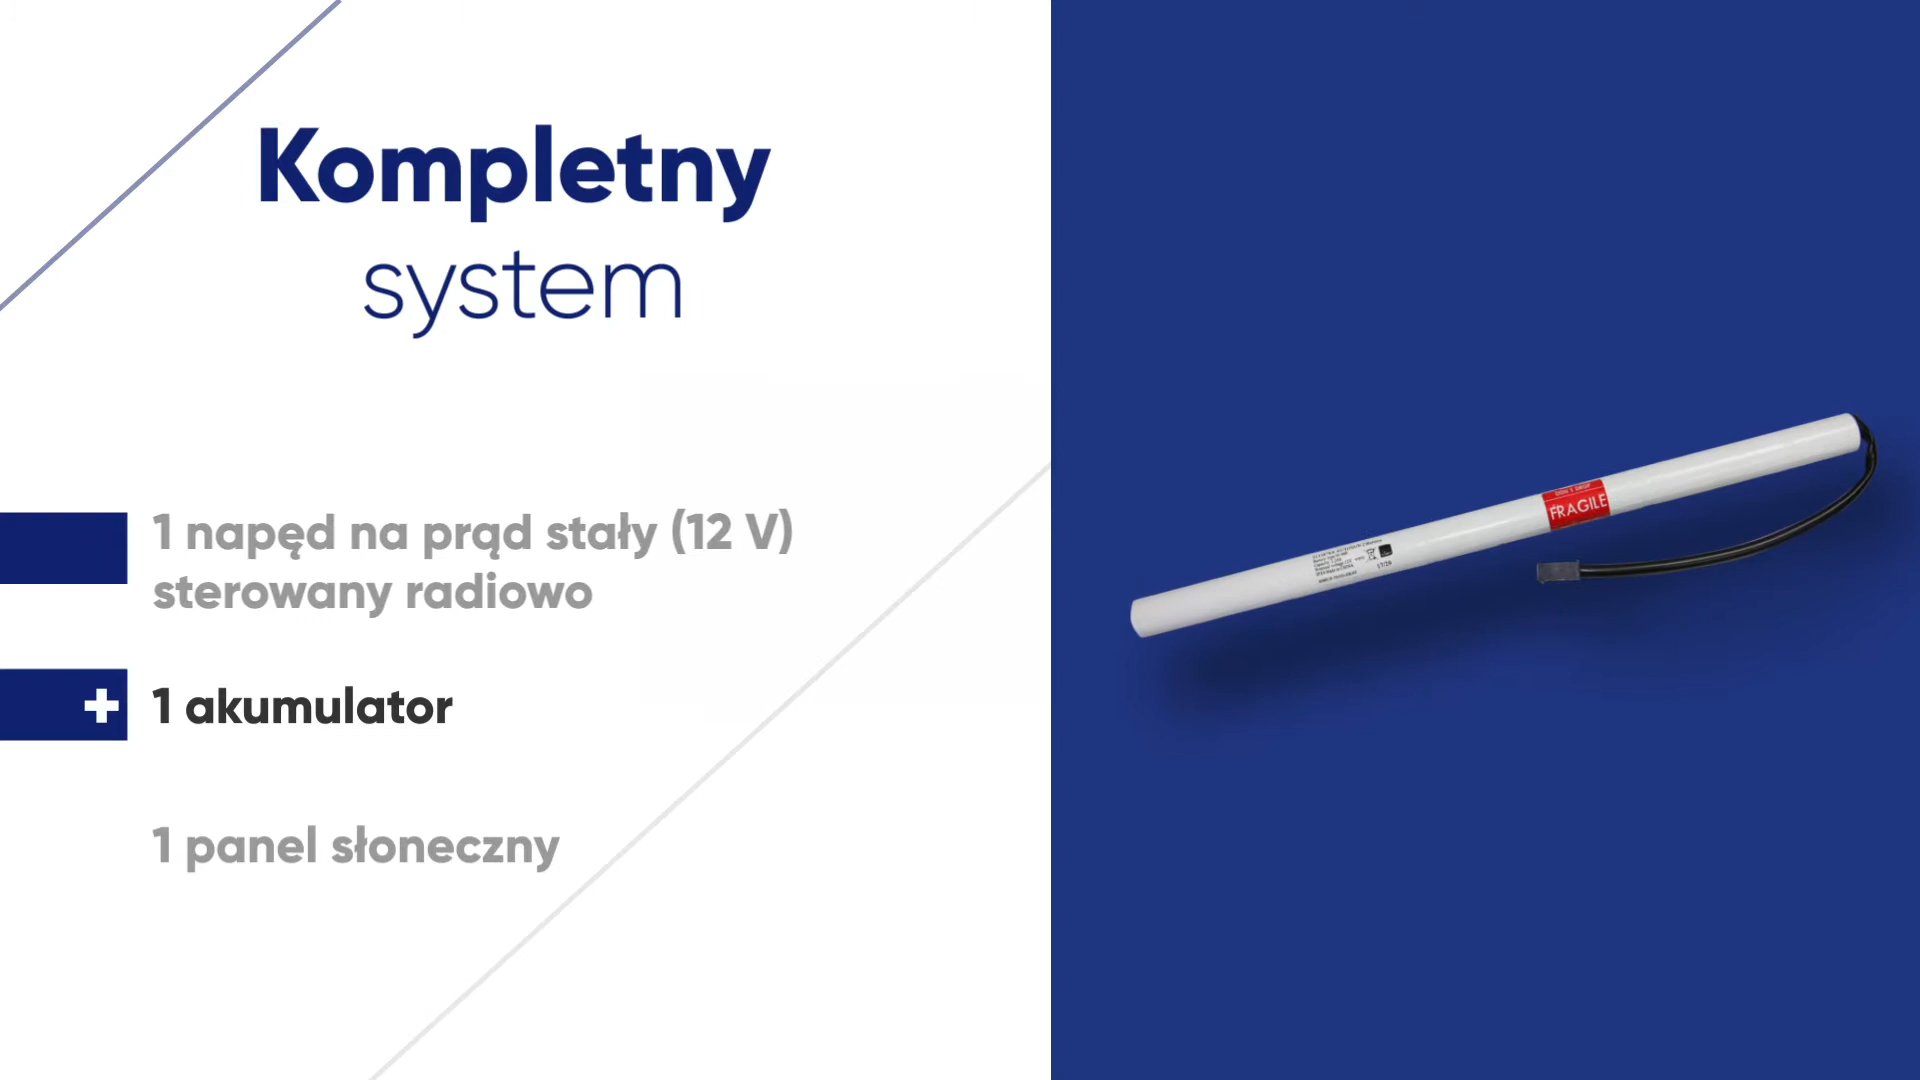 Kompletny
system
1 napęd na prąd stały (12 V)
sterowany radiowo
+ 1 akumulator
1 panel słoneczny
FRAGILE